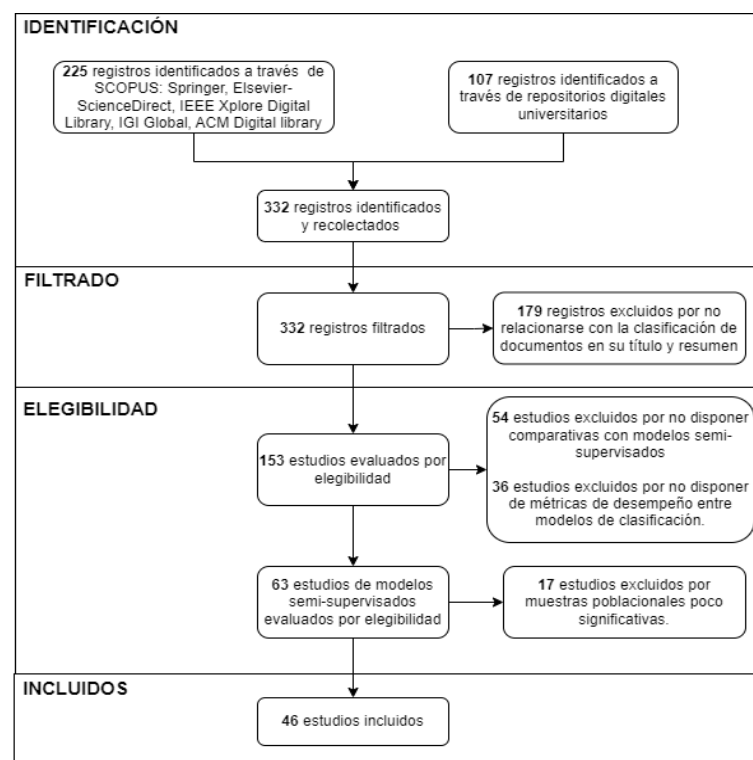 IDENTIFICACIÓN
225 registros identificados a través de
SCOPUS: Springer, Elsevier-
ScienceDirect, IEEE Xplore Digital
Library, IGI Global, ACM Digital library
107 registros identificados a
través de repositorios digitales
universitarios
332 registros identificados
y recolectados
FILTRADO
332 registros filtrados
179 registros excluidos por no
relacionarse con la clasificación de
documentos en su título y resumen
ELEGIBILIDAD
153 estudios evaluados por
elegibilidad
54 estudios excluidos por no disponer
comparativas con modelos semi-
supervisados
36 estudios excluidos por no disponer
de métricas de desempeño entre
modelos de clasificación.
63 estudios de modelos
semi-supervisados
evaluados por elegibilidad
17 estudios excluidos por
muestras poblacionales poco
significativas.
INCLUIDOS
46 estudios incluidos